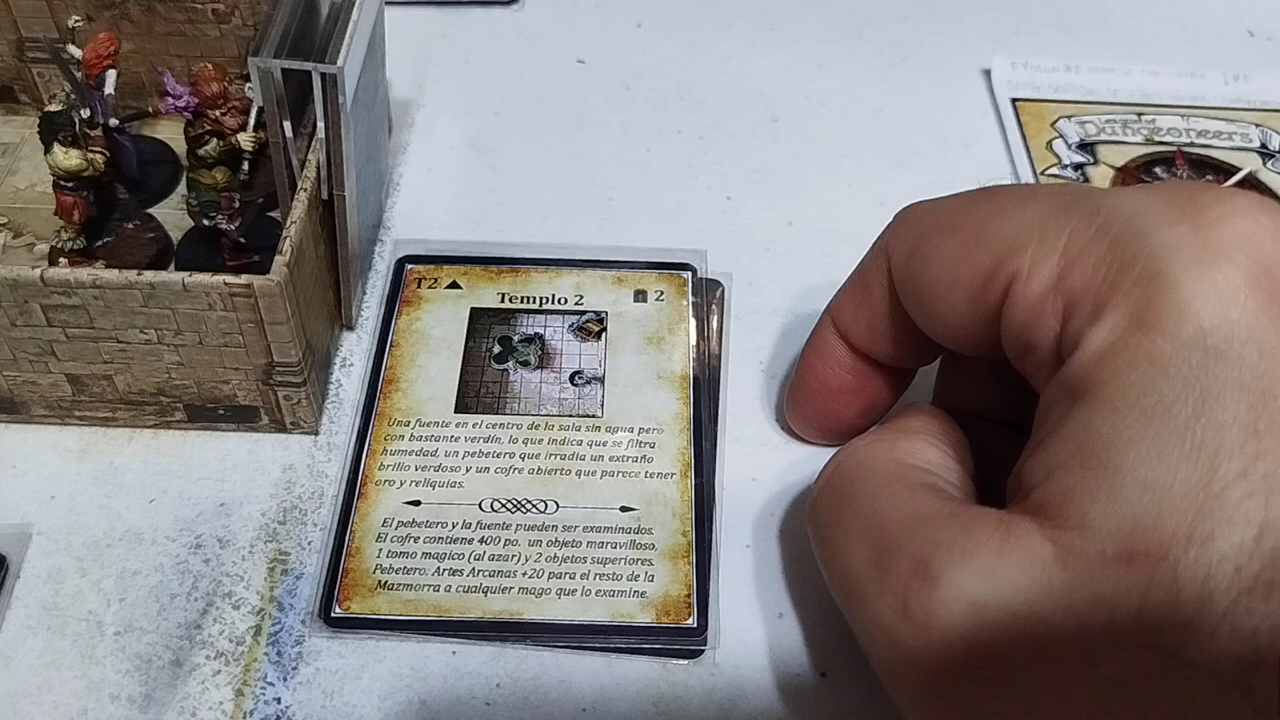 League of
Dungeoneers
T2
Templo 2
2
Una fuente en el centro de la sala sin agua pero
con bastante verdín, lo que indica que se filtra
humedad, un pebetero que irradia un extraño
brillo verdoso y un cofre abierto que parece tener
oro y reliquias.
El pebetero y la fuente pueden ser examinados.
El cofre contiene 400 po. un objeto maravilloso,
1 tomo magico (al azar) y 2 objetos superiores.
Pebetero. Artes Arcanas +20 para el resto de la
Mazmorra a cualquier mago que lo examine.